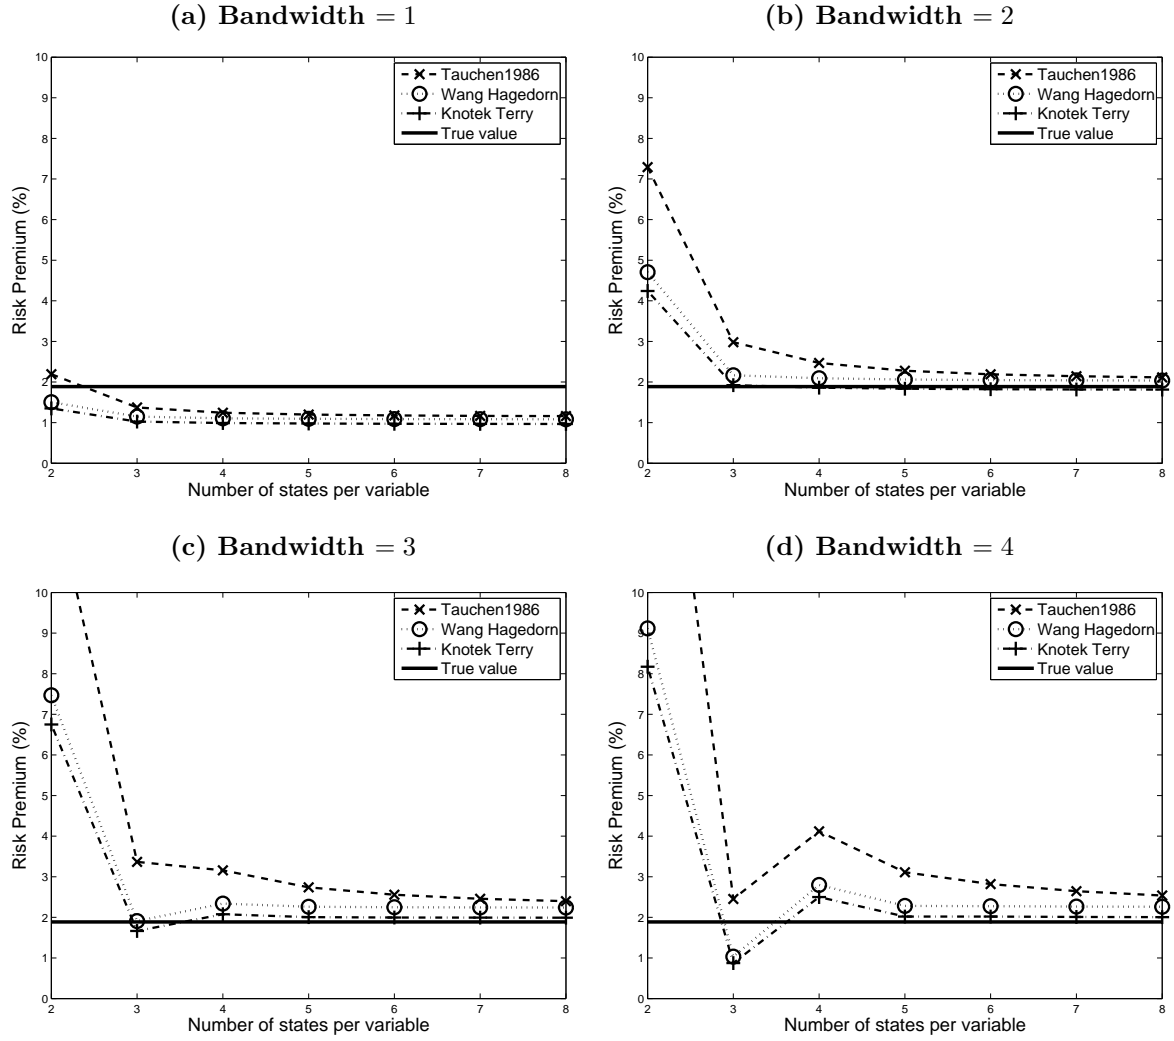 (a) Bandwidth = 1
10
9
8
7
6
5
4
3
2
1
0
Risk Premium (%)
Tauchen1986
Wang Hagedorn
Knotek Terry
True value
2 3 4 5 6 7 8
Number of states per variable
(b) Bandwidth = 2
10
9
8
7
6
5
4
3
2
1
0
Risk Premium (%)
Tauchen1986
Wang Hagedorn
Knotek Terry
True value
2 3 4 5 6 7 8
Number of states per variable
(c) Bandwidth = 3
10
9
8
7
6
5
4
3
2
1
0
Risk Premium (%)
Tauchen1986
Wang Hagedorn
Knotek Terry
True value
2 3 4 5 6 7 8
Number of states per variable
(d) Bandwidth = 4
10
9
8
7
6
5
4
3
2
1
0
Risk Premium (%)
Tauchen1986
Wang Hagedorn
Knotek Terry
True value
2 3 4 5 6 7 8
Number of states per variable